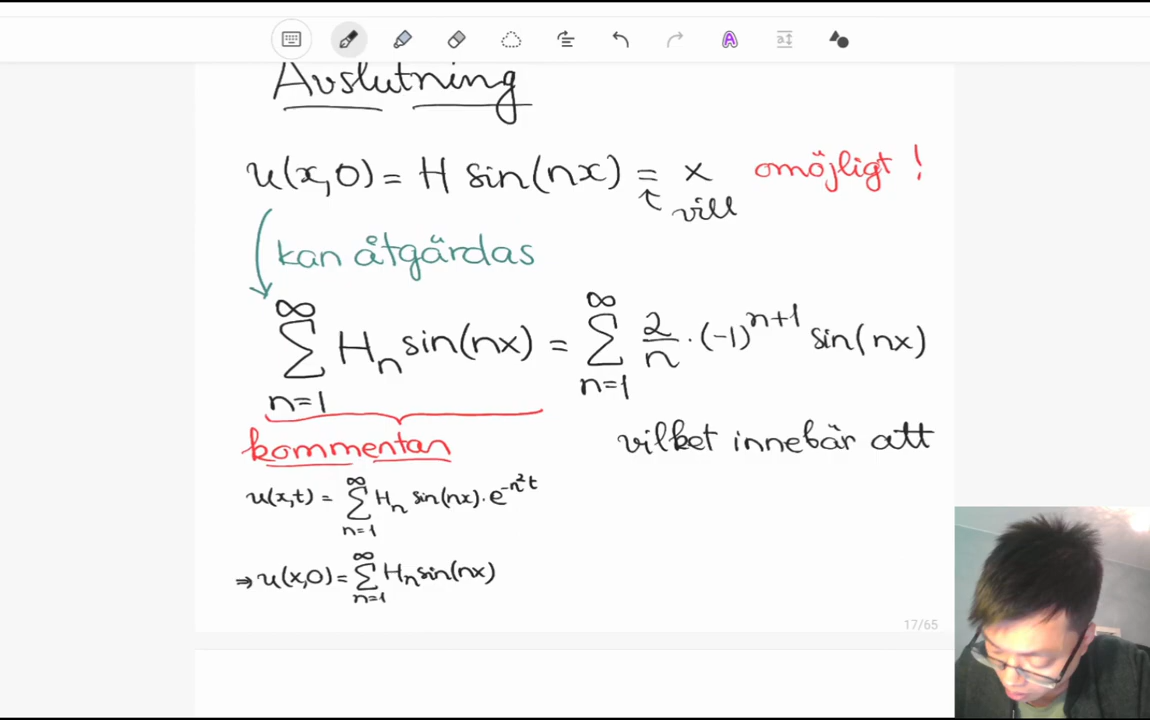 Avslutning
u(x,0) = H sin(nx) = x omöjligt !
↑ vill
kan åtgärdas
∑_{n=1}^{∞} H_n sin(nx) = ∑_{n=1}^{∞} 2/n · (-1)^{n+1} sin(nx)
kommentar vilket innebär att
u(x,t) = ∑_{n=1}^{∞} H_n sin(nx) · e^{-n²t}
⇒ u(x,0) = ∑_{n=1}^{∞} H_n sin(nx)
17/65